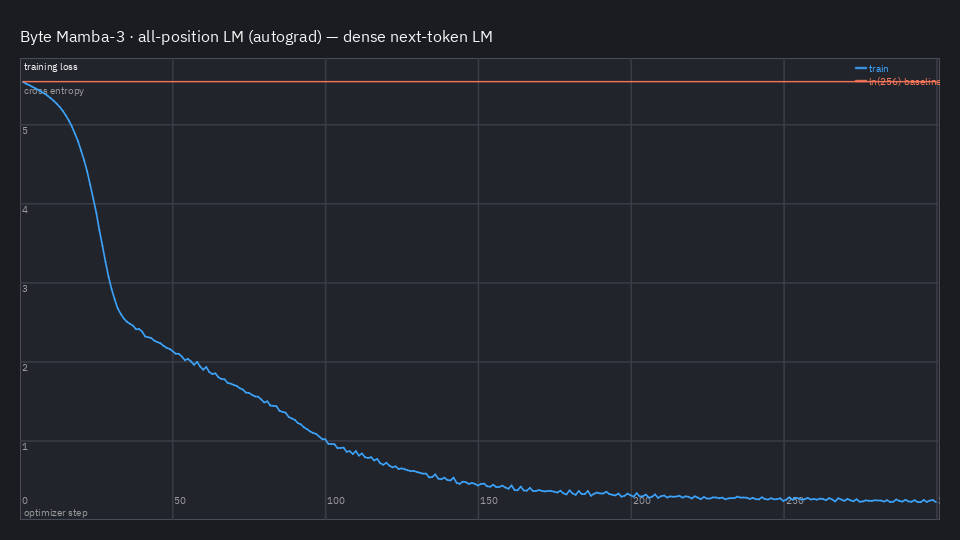 Byte Mamba-3 · all-position LM (autograd) — dense next-token LM
training loss
train
ln(256) baseline
cross entropy
5
4
3
2
1
0
50
100
150
200
250
optimizer step